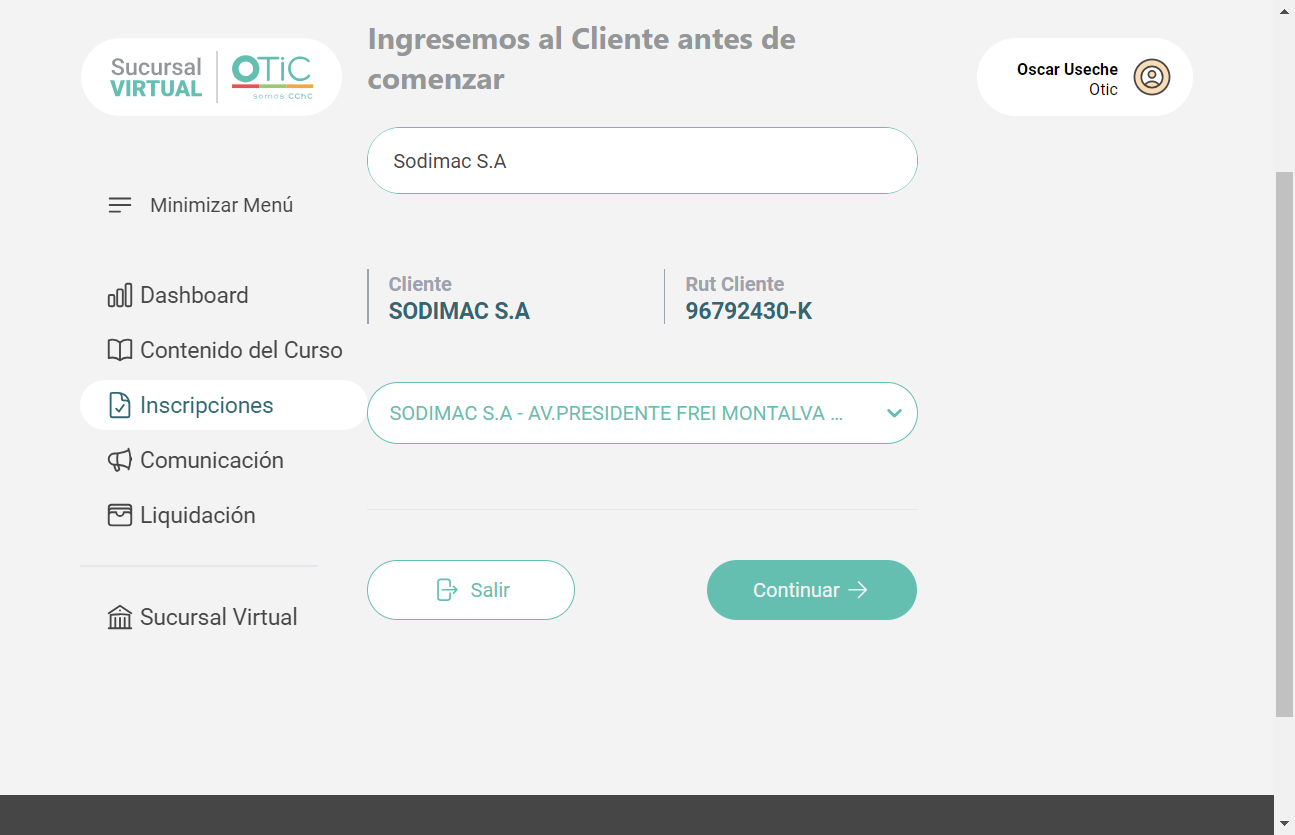 Ingresemos al Cliente antes de
comenzar
Sucursal
VIRTUAL
OTiC
somos CChC
Oscar Useche
Otic
Sodimac S.A
Minimizar Menú
Cliente
SODIMAC S.A
Rut Cliente
96792430-K
Dashboard
Contenido del Curso
Inscripciones
Comunicación
Liquidación
Sucursal Virtual
SODIMAC S.A - AV.PRESIDENTE FREI MONTALVA ...
Salir
Continuar